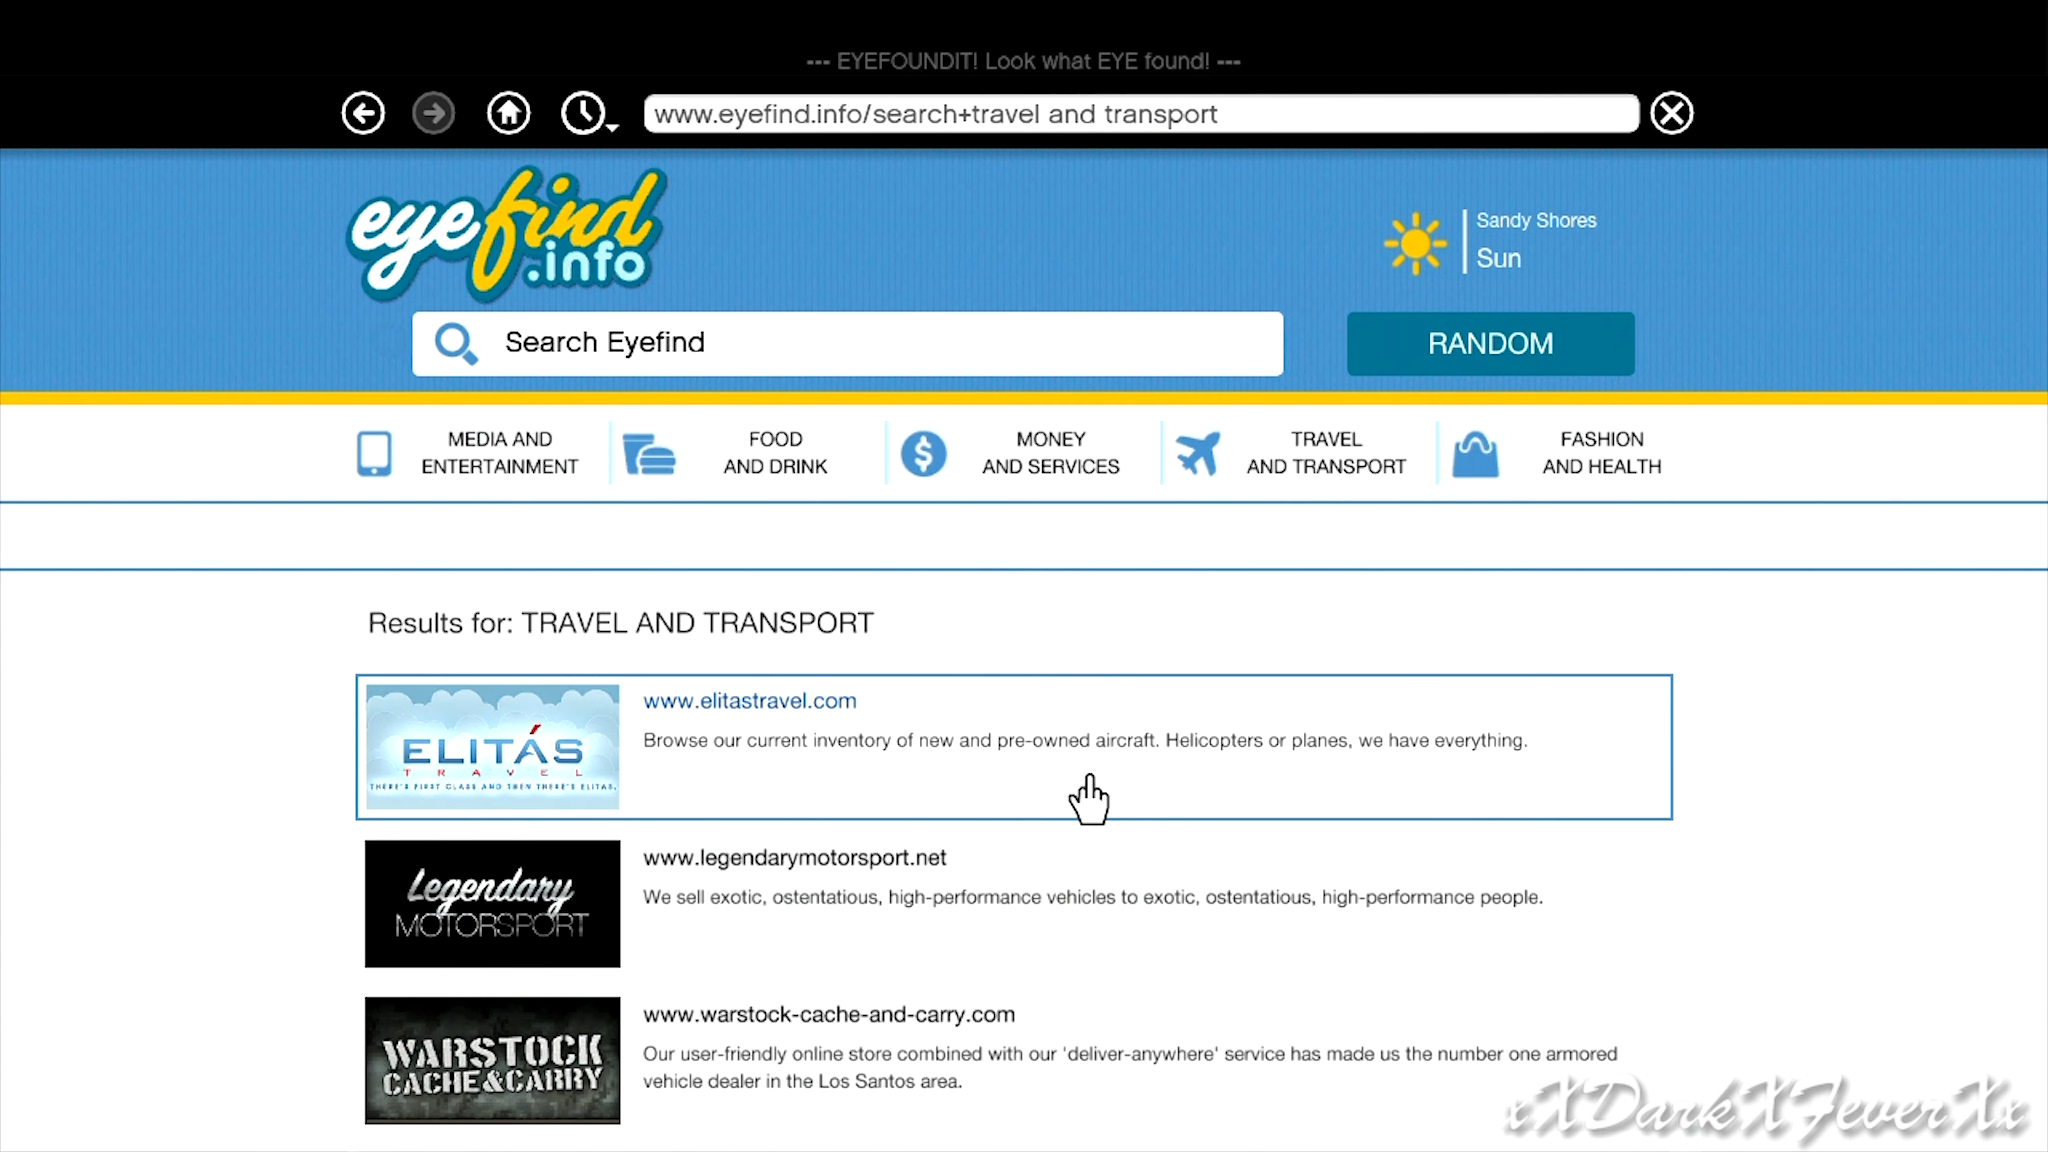 --- EYEFOUNDIT! Look what EYE found! ---
www.eyefind.info/search+travel and transport
eyefind
.info
Sandy Shores
Sun
Search Eyefind
RANDOM
MEDIA AND
ENTERTAINMENT
FOOD
AND DRINK
MONEY
AND SERVICES
TRAVEL
AND TRANSPORT
FASHION
AND HEALTH
Results for: TRAVEL AND TRANSPORT
ELITÁS
TRAVEL
THERE'S FIRST CLASS AND THEN THERE'S ELITAS.
www.elitastravel.com
Browse our current inventory of new and pre-owned aircraft. Helicopters or planes, we have everything.
Legendary
MOTORSPORT
www.legendarymotorsport.net
We sell exotic, ostentatious, high-performance vehicles to exotic, ostentatious, high-performance people.
WARSTOCK
CACHE&CARRY
www.warstock-cache-and-carry.com
Our user-friendly online store combined with our 'deliver-anywhere' service has made us the number one armored
vehicle dealer in the Los Santos area.
xXDarkXFeverXx